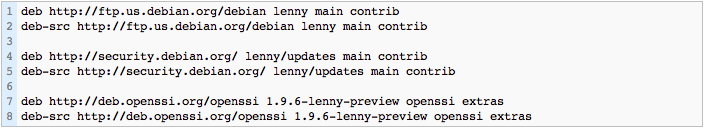 1 deb http://ftp.us.debian.org/debian lenny main contrib
2 deb-src http://ftp.us.debian.org/debian lenny main contrib
3
4 deb http://security.debian.org/ lenny/updates main contrib
5 deb-src http://security.debian.org/ lenny/updates main contrib
6
7 deb http://deb.openssi.org/openssi 1.9.6-lenny-preview openssi extras
8 deb-src http://deb.openssi.org/openssi 1.9.6-lenny-preview openssi extras